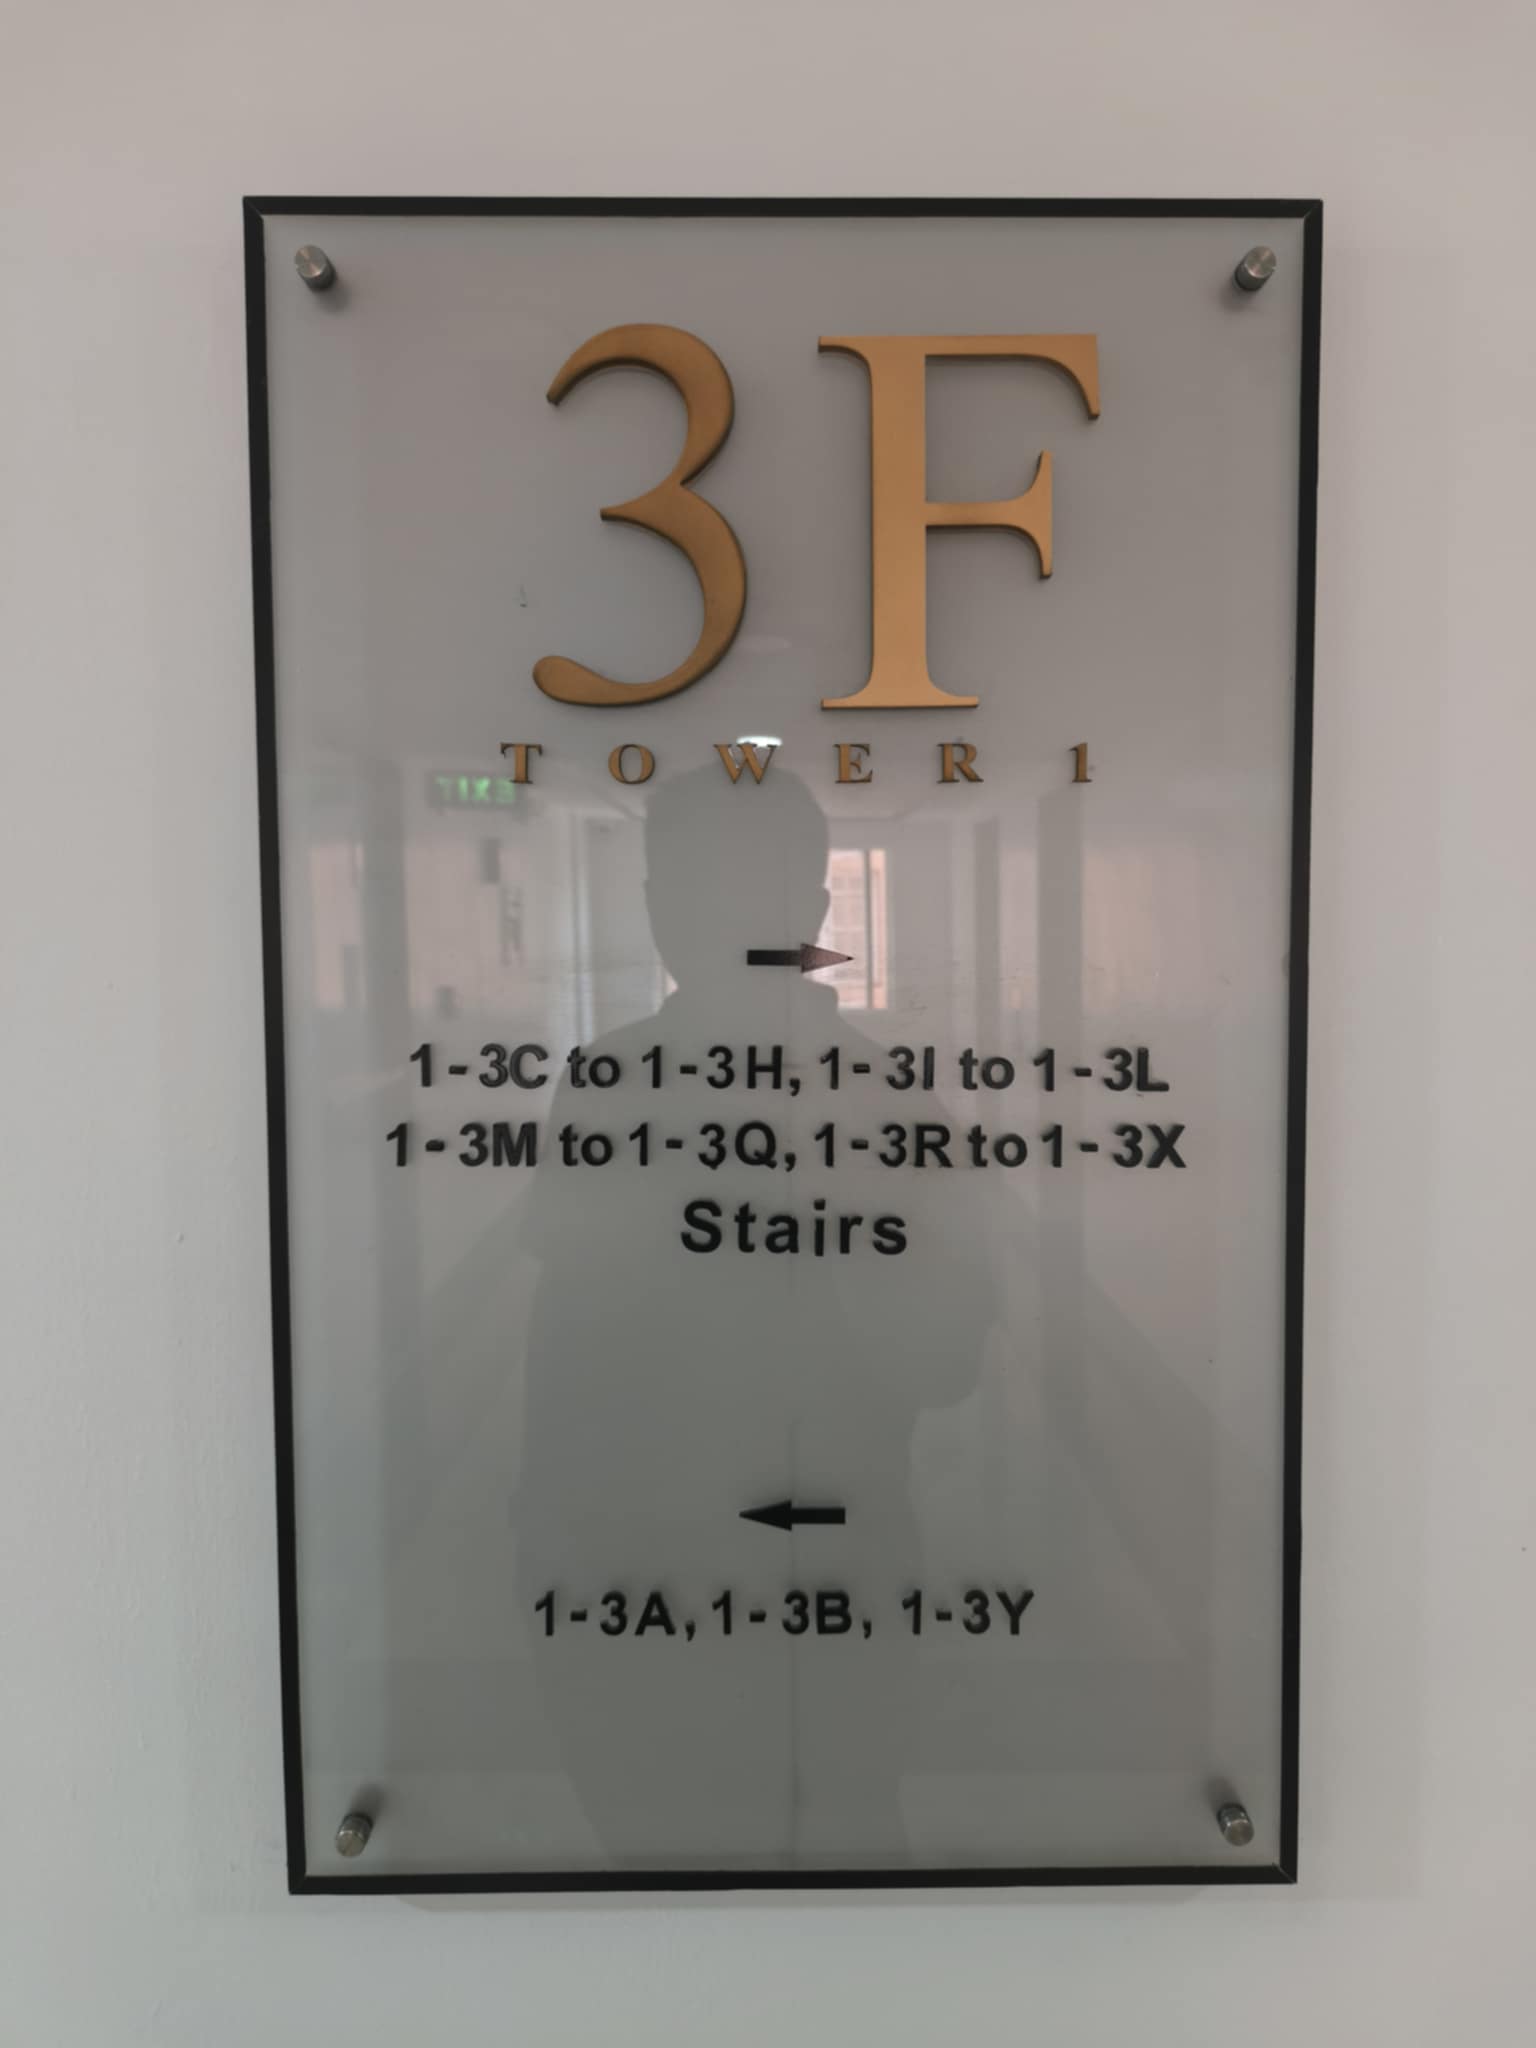 3F
TOWER 1
1-3C to 1-3H, 1-3I to 1-3L
1-3M to 1-3Q, 1-3R to 1-3X
Stairs
1-3A, 1-3B, 1-3Y
EXIT